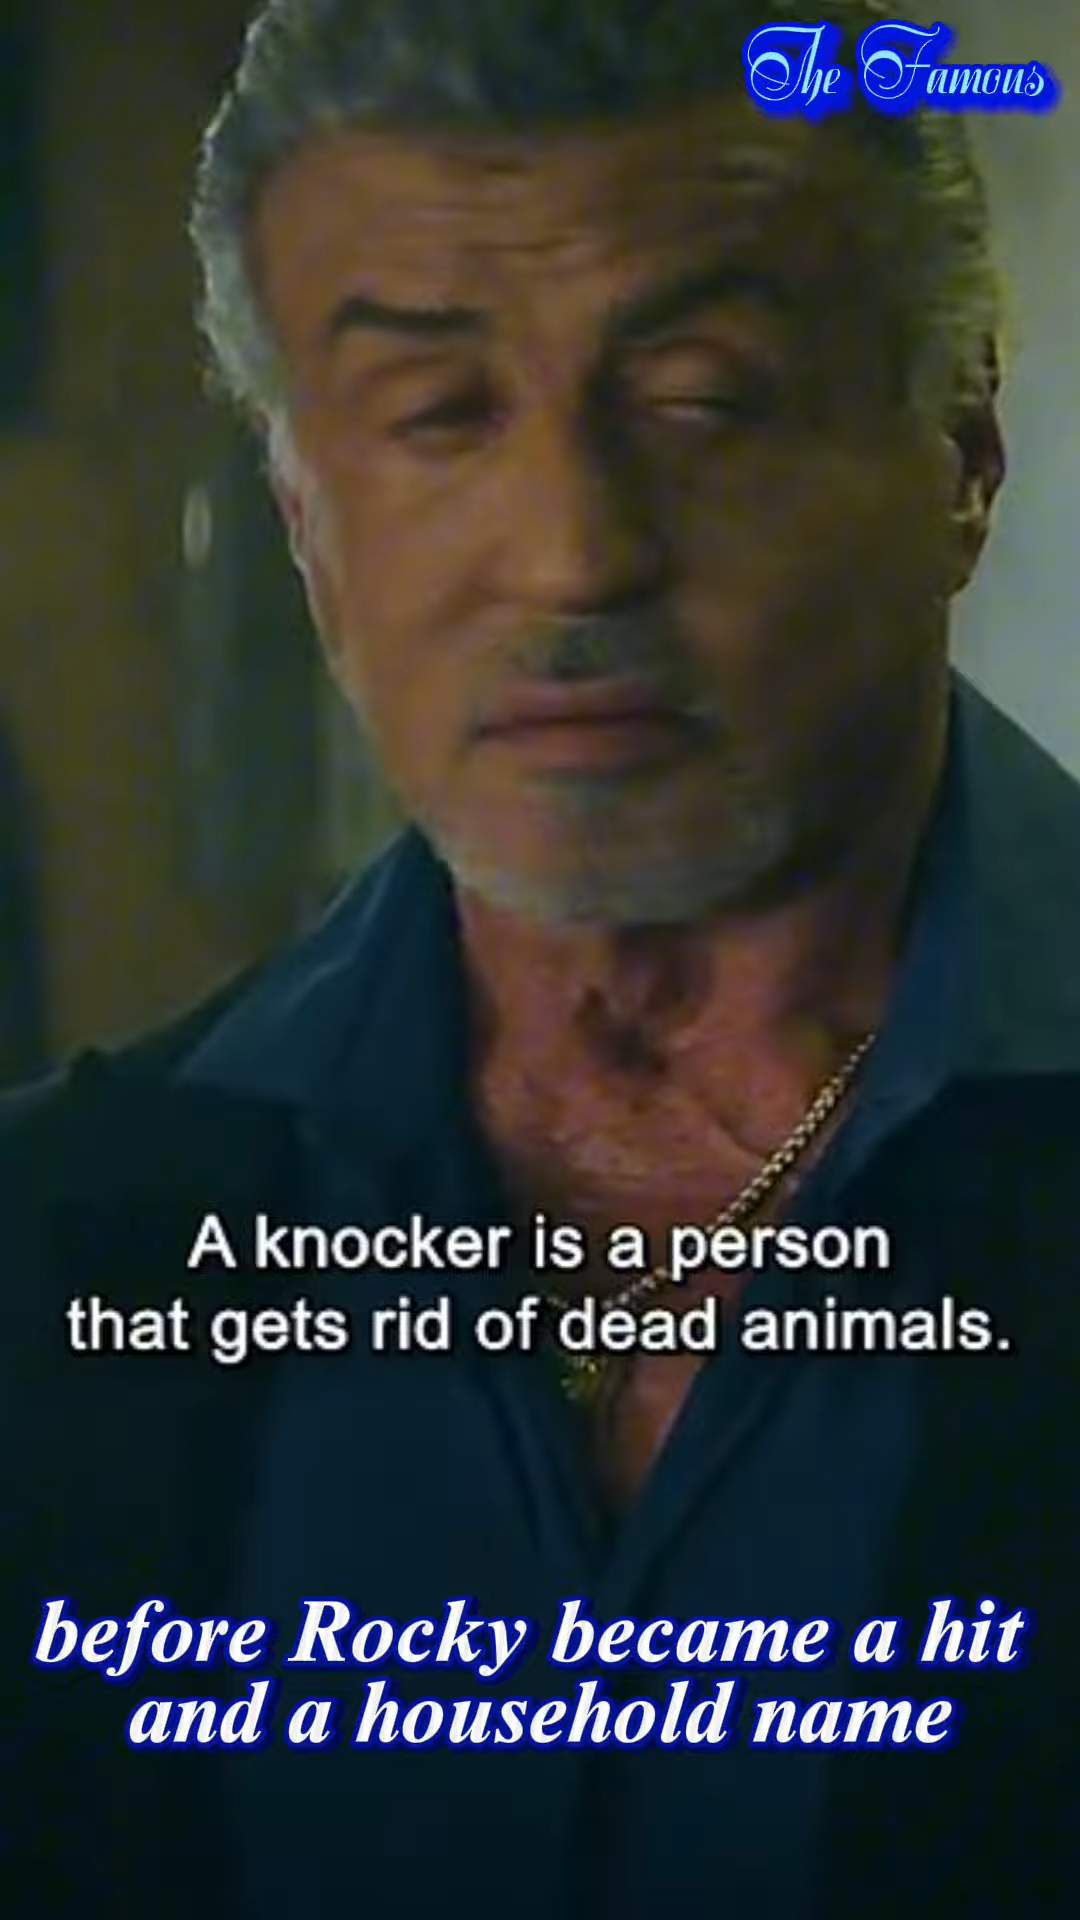 The Famous
A knocker is a person
that gets rid of dead animals.
before Rocky became a hit
and a household name